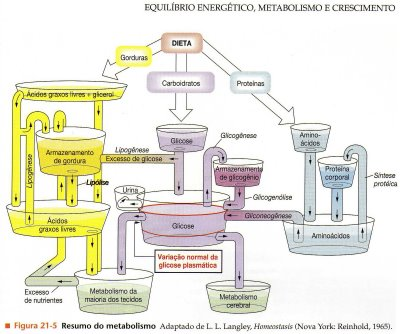 EQUILÍBRIO ENERGÉTICO, METABOLISMO E CRESCIMENTO
DIETA
Gorduras
Carboidratos
Proteínas
Ácidos graxos livres + glicerol
Glicose
Glicogênese
Amino-
ácidos
Lipogênese
Armazenamento
de gordura
Lipogênese
Excesso de glicose
Armazenamento
de glicogênio
Proteína
corporal
Síntese
protéica
Lipólise
Urina
Glicogenólise
Ácidos
graxos livres
Glicose
Gliconeogênese
Aminoácidos
Variação normal da
glicose plasmática
Excesso
de nutrientes
Metabolismo da
maioria dos tecidos
Metabolismo
cerebral
Figura 21-5 Resumo do metabolismo Adaptado de L. L. Langley, Homeostasis (Nova York: Reinhold, 1965).